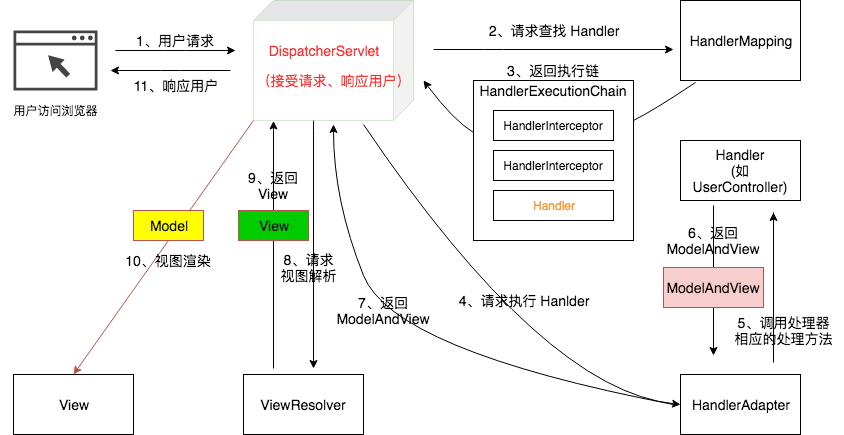 1、用户请求
11、响应用户
用户访问浏览器
DispatcherServlet
（接受请求、响应用户）
2、请求查找 Handler
HandlerMapping
3、返回执行链
HandlerExecutionChain
HandlerInterceptor
HandlerInterceptor
Handler
Handler
(如
UserController)
9、返回
View
Model
View
10、视图渲染
8、请求
视图解析
7、返回
ModelAndView
4、请求执行 Hanlder
6、返回
ModelAndView
ModelAndView
5、调用处理器
相应的处理方法
View
ViewResolver
HandlerAdapter